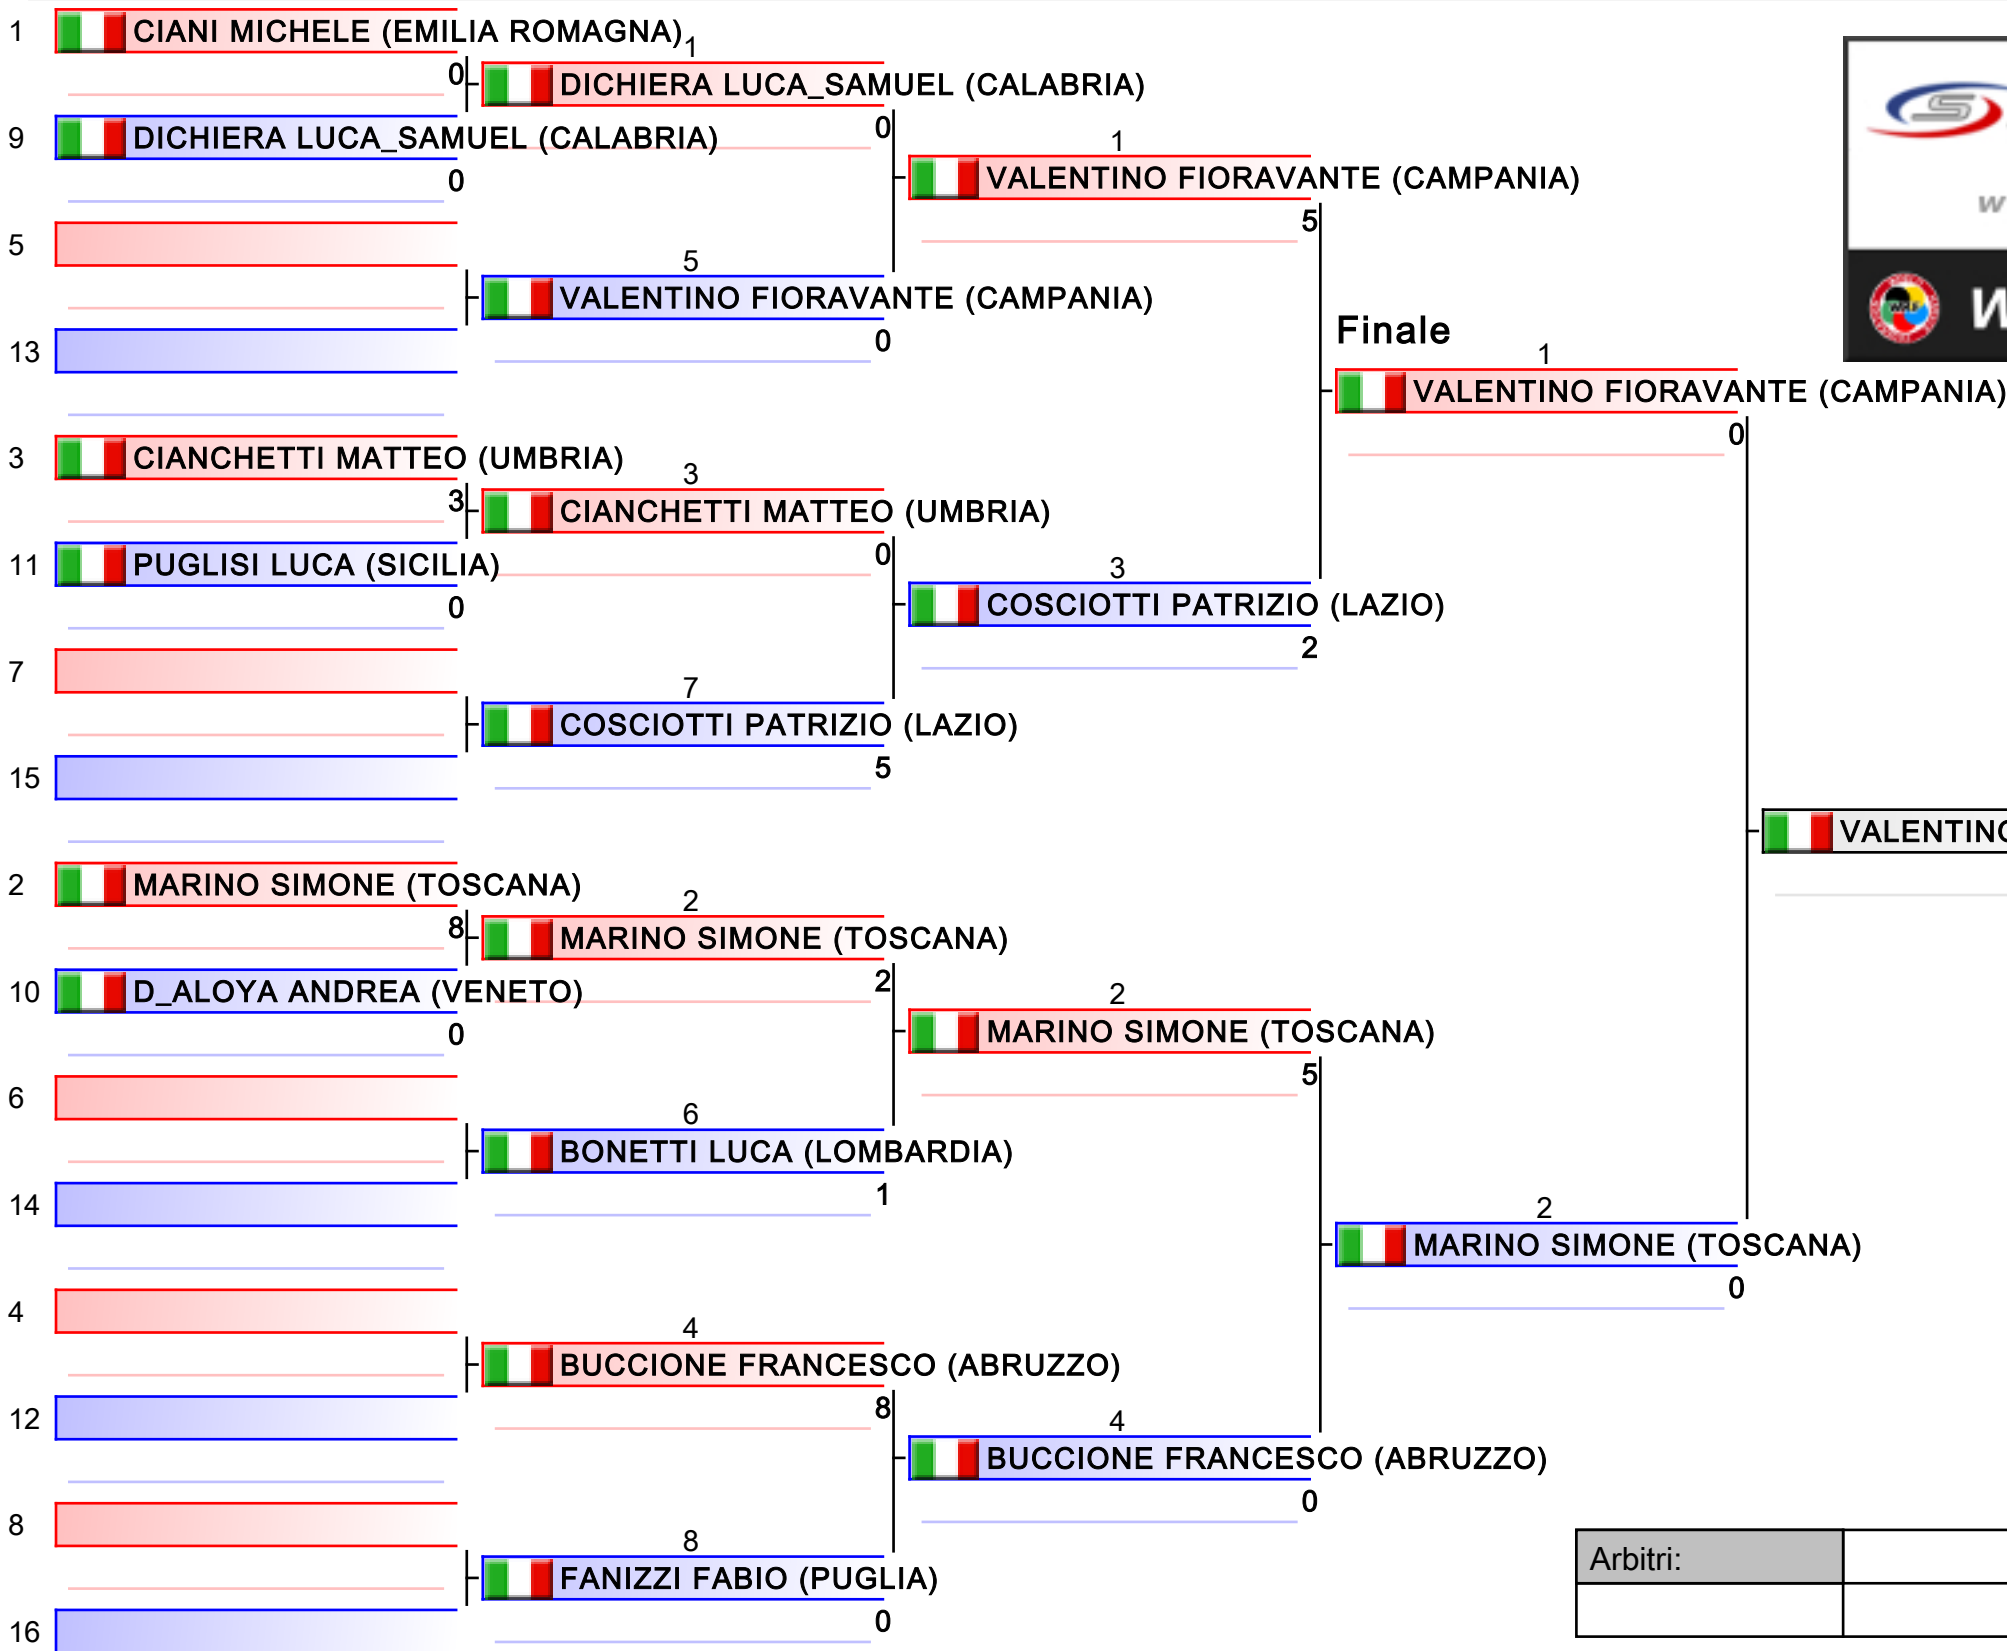 1 CIANI MICHELE (EMILIA ROMAGNA)
0
9 DICHIERA LUCA_SAMUEL (CALABRIA)
0
5
13
3 CIANCHETTI MATTEO (UMBRIA)
3
11 PUGLISI LUCA (SICILIA)
0
7
15
2 MARINO SIMONE (TOSCANA)
8
10 D_ALOYA ANDREA (VENETO)
0
6
14
4
12
8
16
1
DICHIERA LUCA_SAMUEL (CALABRIA)
0
5
VALENTINO FIORAVANTE (CAMPANIA)
0
3
CIANCHETTI MATTEO (UMBRIA)
0
7
COSCIOTTI PATRIZIO (LAZIO)
5
2
MARINO SIMONE (TOSCANA)
2
6
BONETTI LUCA (LOMBARDIA)
1
4
BUCCIONE FRANCESCO (ABRUZZO)
8
8
FANIZZI FABIO (PUGLIA)
0
1
VALENTINO FIORAVANTE (CAMPANIA)
5
3
COSCIOTTI PATRIZIO (LAZIO)
2
2
MARINO SIMONE (TOSCANA)
5
4
BUCCIONE FRANCESCO (ABRUZZO)
0
Finale
1
VALENTINO FIORAVANTE (CAMPANIA)
0
2
MARINO SIMONE (TOSCANA)
0
VALENTINO
S
w
WKF
W
Arbitri: